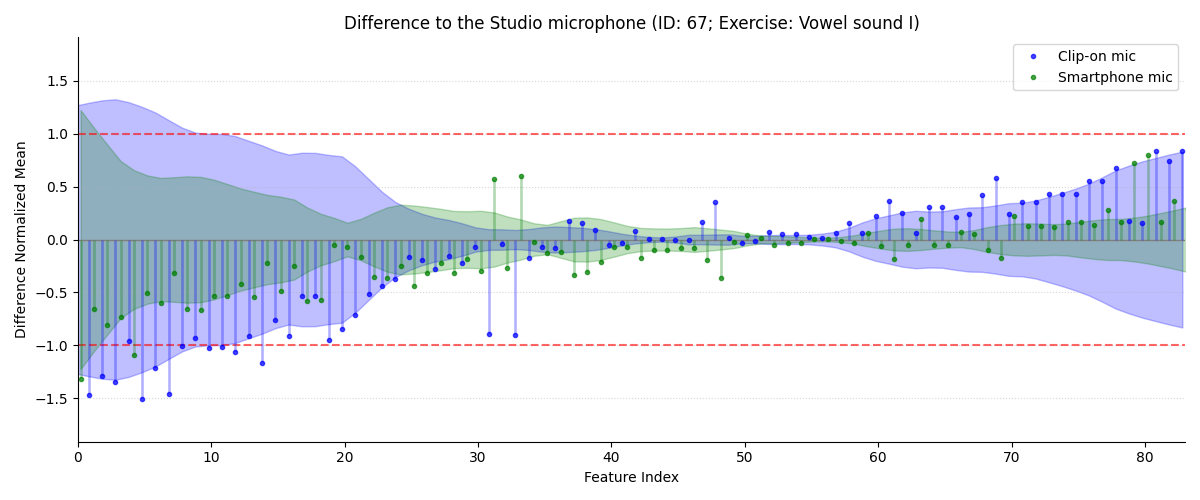 Difference to the Studio microphone (ID: 67; Exercise: Vowel sound I)
Clip-on mic
Smartphone mic
Difference Normalized Mean
1.5
1.0
0.5
0.0
−0.5
−1.0
−1.5
0 10 20 30 40 50 60 70 80
Feature Index